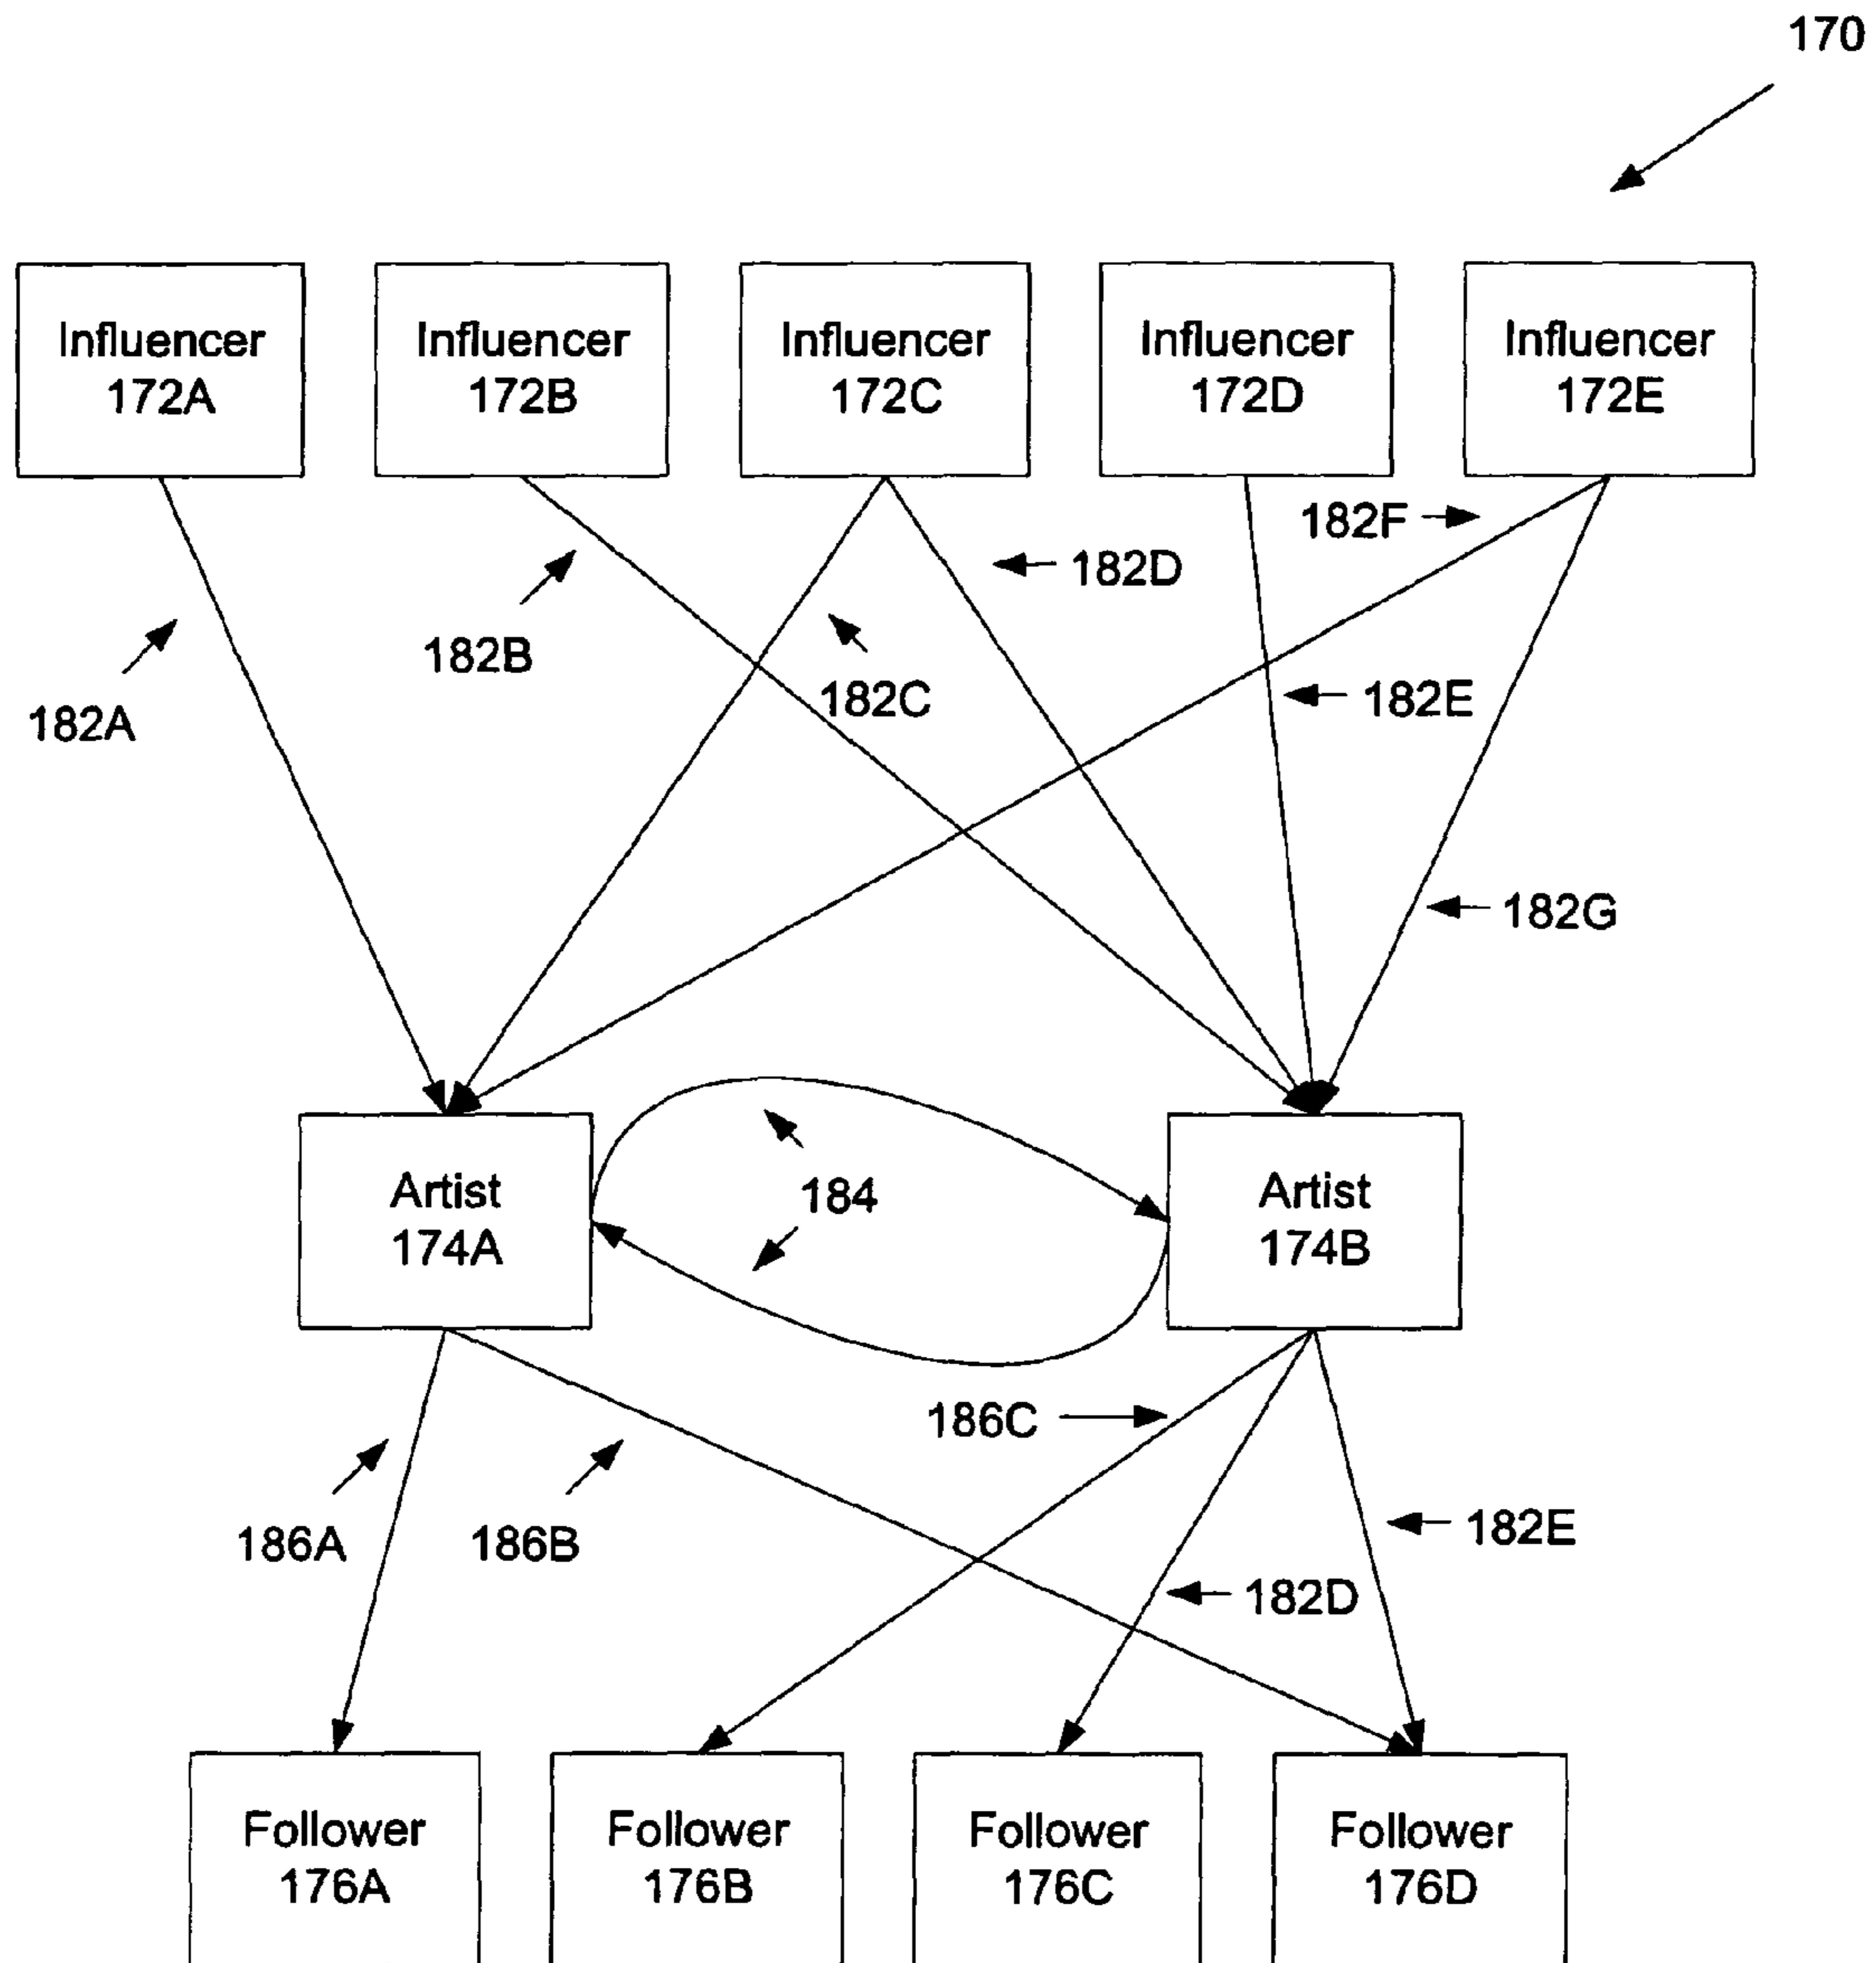 170
Influencer
172A
Influencer
172B
Influencer
172C
Influencer
172D
Influencer
172E
182F
182D
182B
182C
182E
182A
182G
Artist
174A
184
Artist
174B
186C
186A
186B
182E
182D
Follower
176A
Follower
176B
Follower
176C
Follower
176D